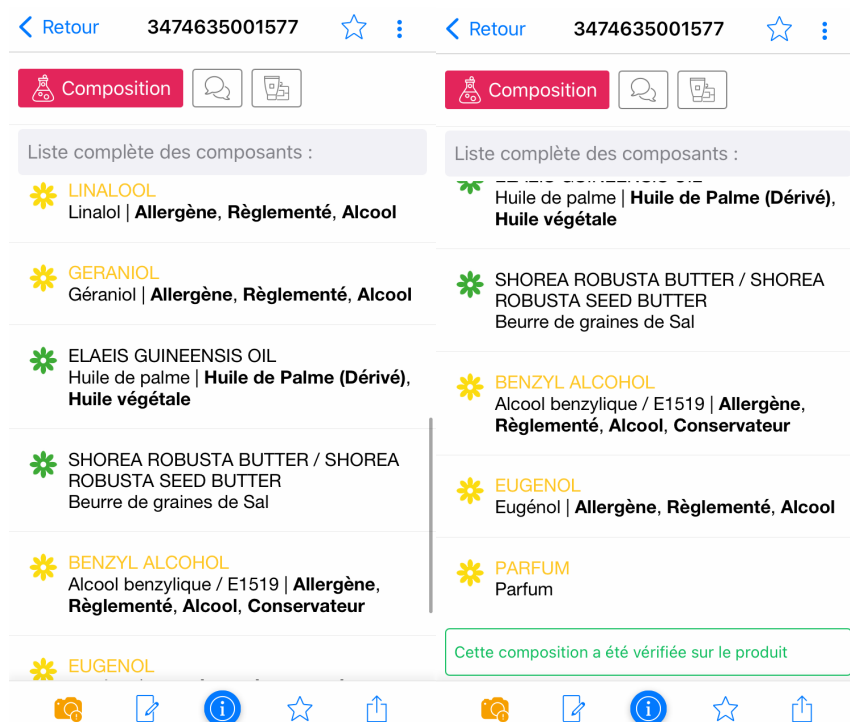 Retour
3474635001577
Composition
Liste complète des composants :
LINALOOL
Linalol | Allergène, Règlementé, Alcool
GERANIOL
Géraniol | Allergène, Règlementé, Alcool
ELAEIS GUINEENSIS OIL
Huile de palme | Huile de Palme (Dérivé),
Huile végétale
SHOREA ROBUSTA BUTTER / SHOREA
ROBUSTA SEED BUTTER
Beurre de graines de Sal
BENZYL ALCOHOL
Alcool benzylique / E1519 | Allergène,
Règlementé, Alcool, Conservateur
EUGENOL
Retour
3474635001577
Composition
Liste complète des composants :
Huile de palme | Huile de Palme (Dérivé),
Huile végétale
SHOREA ROBUSTA BUTTER / SHOREA
ROBUSTA SEED BUTTER
Beurre de graines de Sal
BENZYL ALCOHOL
Alcool benzylique / E1519 | Allergène,
Règlementé, Alcool, Conservateur
EUGENOL
Eugénol | Allergène, Règlementé, Alcool
PARFUM
Parfum
Cette composition a été vérifiée sur le produit